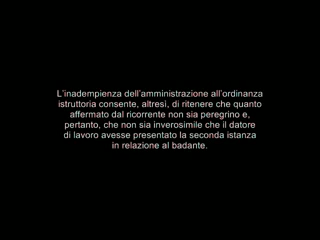 L'inadempienza dell'amministrazione all'ordinanza
istruttoria consente, altresì, di ritenere che quanto
affermato dal ricorrente non sia peregrino e,
pertanto, che non sia inverosimile che il datore
di lavoro avesse presentato la seconda istanza
in relazione al badante.